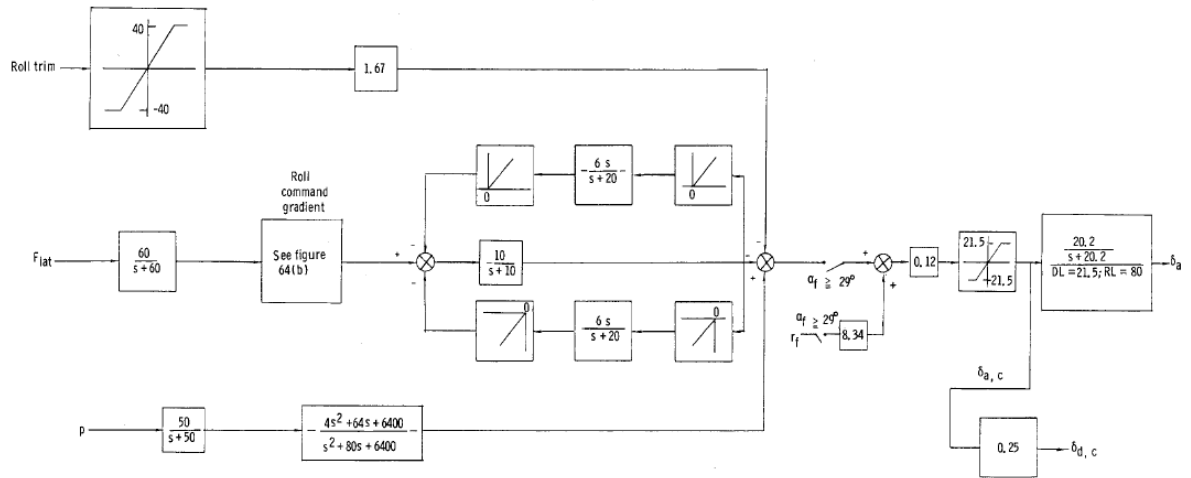 40
-40
Roll trim
1.67
0
6 s
s + 20
0
Roll
command
gradient
F_lat
60
s + 60
See figure
64(b)
+
-
-
10
s + 10
-
-
+
α_f ≧ 29°
+
+
0.12
21.5
-21.5
20.2
s + 20.2
DL = 21.5; RL = 80
δ_a
0
6 s
s + 20
0
α_f ≧ 29°
r_f
8.34
δ_a, c
p
50
s + 50
4s² + 64s + 6400
s² + 80s + 6400
0.25
δ_d, c